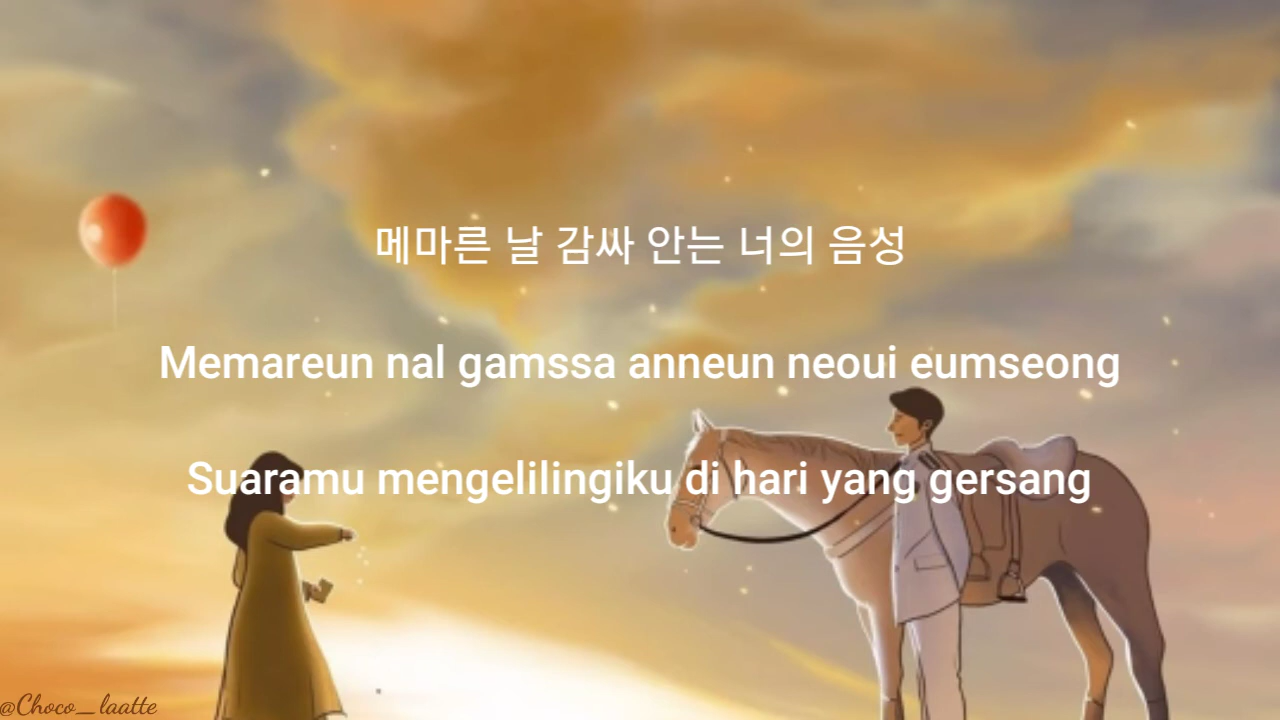 메마른 날 감싸 안는 너의 음성
Memareun nal gamssa anneun neoui eumseong
Suaramu mengelilingiku di hari yang gersang
@Choco_laatte